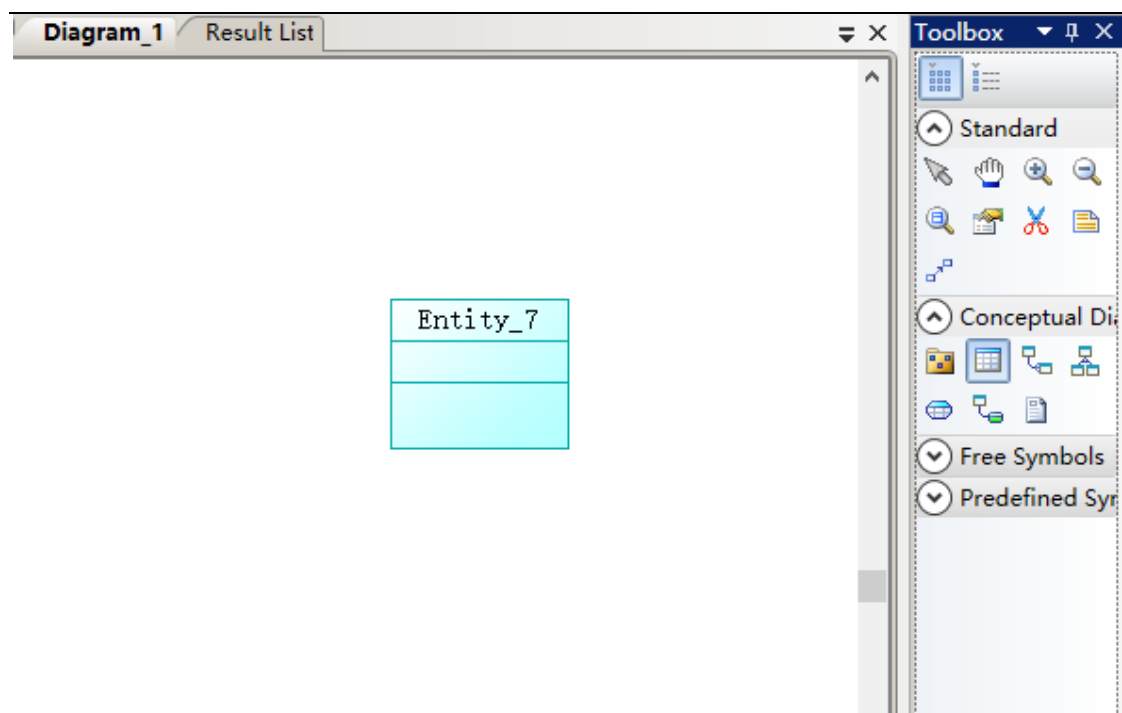 Diagram_1 Result List
Toolbox
Standard
Entity_7
Conceptual Di
Free Symbols
Predefined Syr